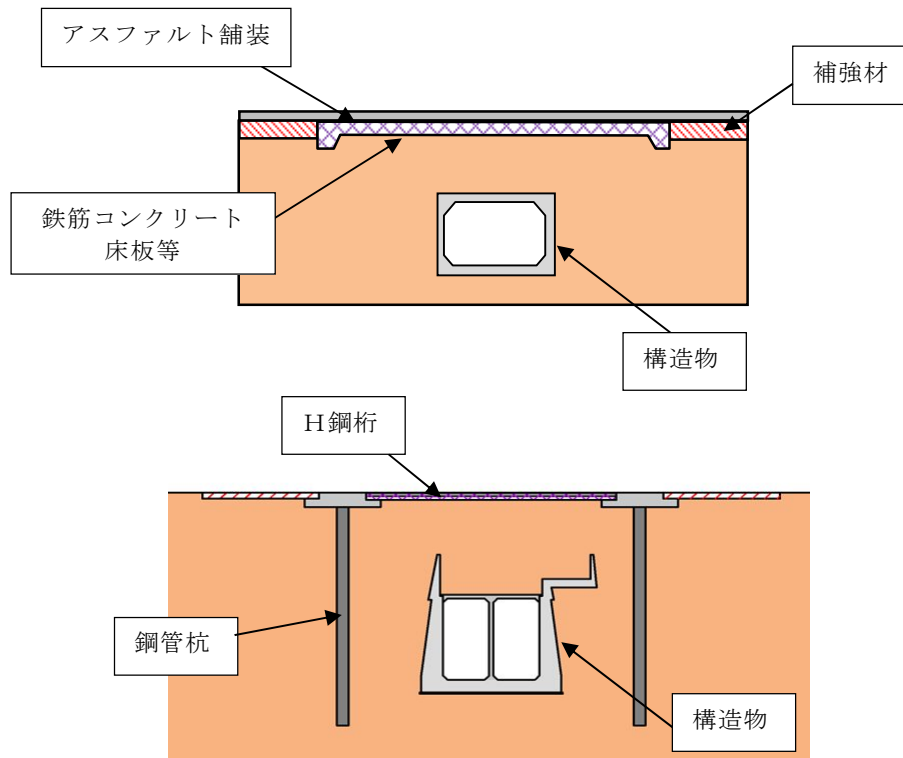 アスファルト舗装
補強材
鉄筋コンクリート
床板等
構造物
Ｈ鋼桁
鋼管杭
構造物